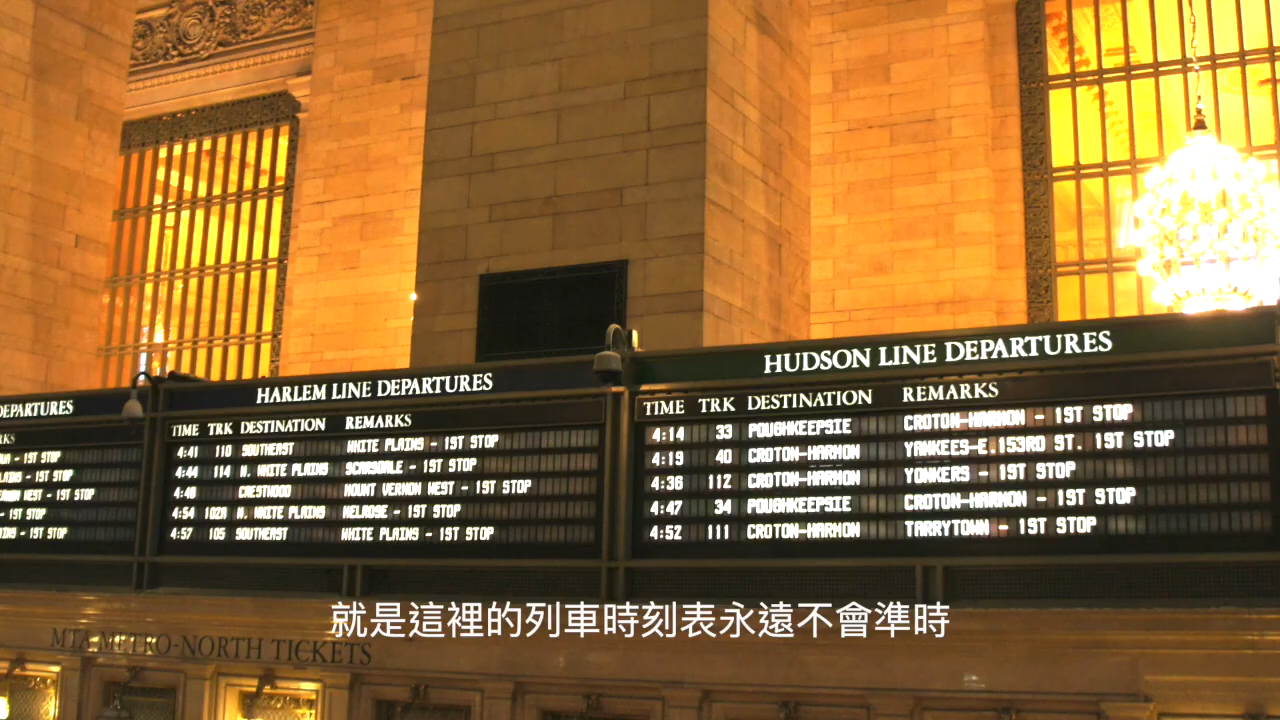 DEPARTURES
HARLEM LINE DEPARTURES
TIME TRK DESTINATION REMARKS
4:41 110 SOUTHEAST WHITE PLAINS - 1ST STOP
4:44 114 N. WHITE PLAINS SCARSDALE - 1ST STOP
4:48 CRESTWOOD MOUNT VERNON WEST - 1ST STOP
4:54 102A N. WHITE PLAINS MELROSE - 1ST STOP
4:57 105 SOUTHEAST WHITE PLAINS - 1ST STOP
HUDSON LINE DEPARTURES
TIME TRK DESTINATION REMARKS
4:14 33 POUGHKEEPSIE CROTON-HARMON - 1ST STOP
4:19 40 CROTON-HARMON YANKEES-E.153RD ST. 1ST STOP
4:36 112 CROTON-HARMON YONKERS - 1ST STOP
4:47 34 POUGHKEEPSIE CROTON-HARMON - 1ST STOP
4:52 111 CROTON-HARMON TARRYTOWN - 1ST STOP
就是這裡的列車時刻表永遠不會準時
MTA METRO-NORTH TICKETS